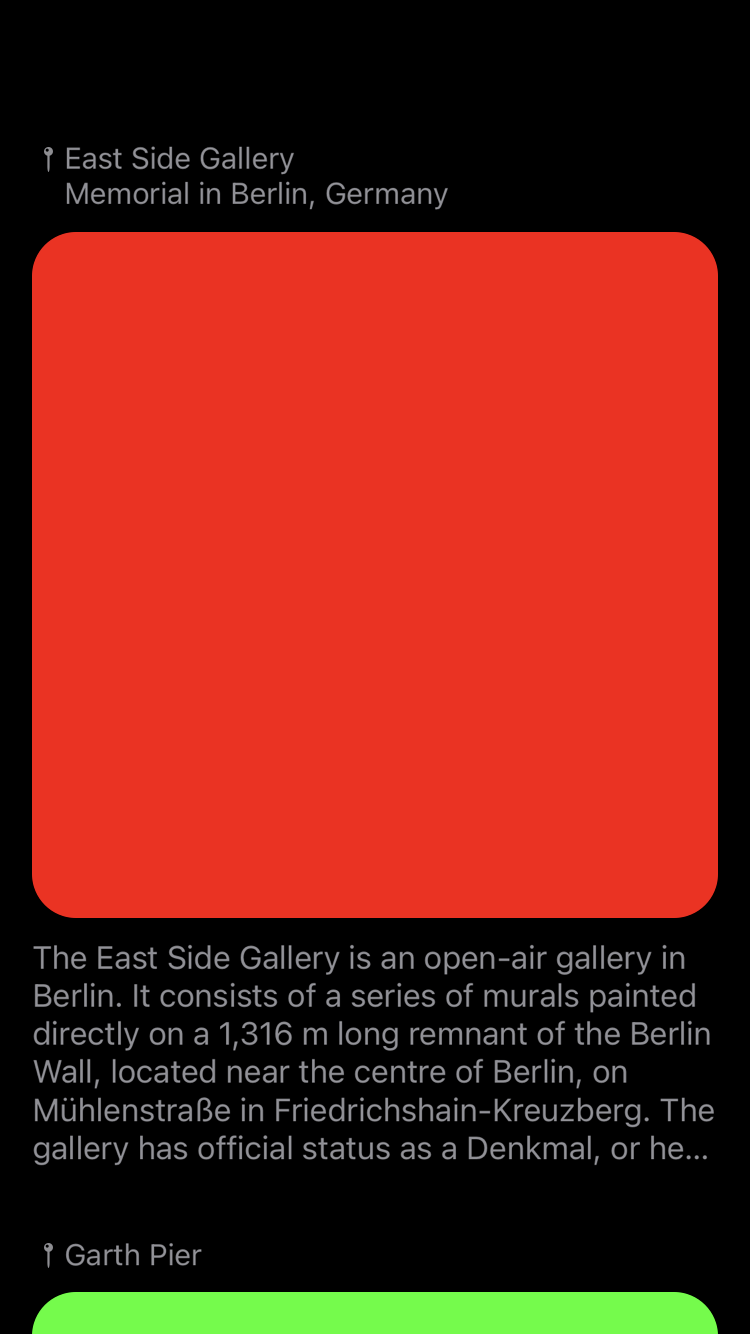 East Side Gallery
Memorial in Berlin, Germany
The East Side Gallery is an open-air gallery in
Berlin. It consists of a series of murals painted
directly on a 1,316 m long remnant of the Berlin
Wall, located near the centre of Berlin, on
Mühlenstraße in Friedrichshain-Kreuzberg. The
gallery has official status as a Denkmal, or he...
Garth Pier